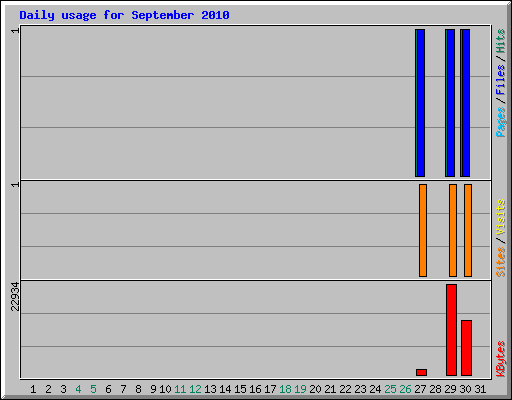 Daily usage for September 2010
1
Pages / Files / Hits
1
Sites / Visits
22934
KBytes
1 2 3 4 5 6 7 8 9 10 11 12 13 14 15 16 17 18 19 20 21 22 23 24 25 26 27 28 29 30 31